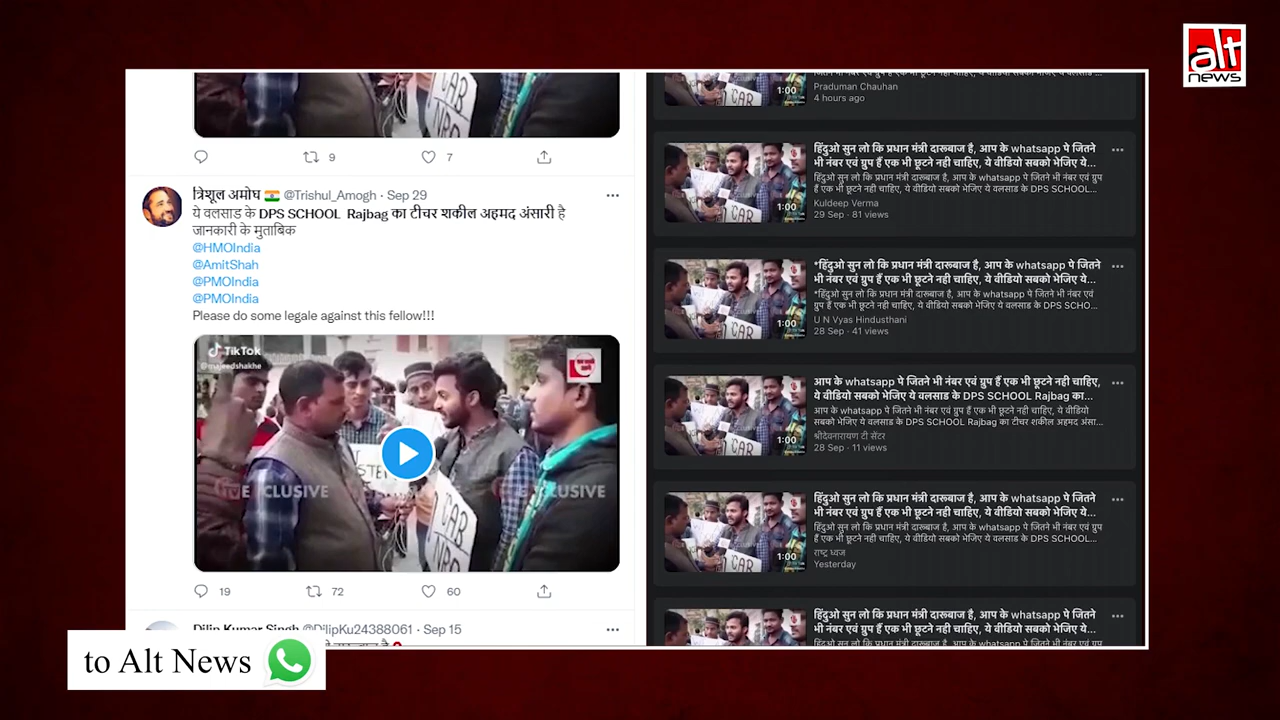 alt
news
CAB
NRC
9
7
त्रिशूल अमोघ @Trishul_Amogh · Sep 29
ये वलसाड के DPS SCHOOL Rajbag का टीचर शकील अहमद अंसारी है
जानकारी के मुताबिक
@HMOIndia
@AmitShah
@PMOIndia
@PMOIndia
Please do some legale against this fellow!!!
TikTok
@majeedshakhe
CAB
19
72
60
Dilip Kumar Singh @DilipKu24388061 · Sep 15
1:00
Praduman Chauhan
4 hours ago
हिंदुओ सुन लो कि प्रधान मंत्री दारूबाज है, आप के whatsapp पे जितने
भी नंबर एवं ग्रुप हैं एक भी छूटने नही चाहिए, ये वीडियो सबको भेजिए ये...
हिंदुओ सुन लो कि प्रधान मंत्री दारूबाज है, आप के whatsapp पे जितने भी नंबर एवं ग्रुप
हैं एक भी छूटने नही चाहिए, ये वीडियो सबको भेजिए ये वलसाड के DPS SCHOOL...
Kuldeep Verma
29 Sep · 81 views
1:00
*हिंदुओ सुन लो कि प्रधान मंत्री दारूबाज है, आप के whatsapp पे जितने
भी नंबर एवं ग्रुप हैं एक भी छूटने नही चाहिए, ये वीडियो सबको भेजिए ये...
*हिंदुओ सुन लो कि प्रधान मंत्री दारूबाज है, आप के whatsapp पे जितने भी नंबर एवं
ग्रुप हैं एक भी छूटने नही चाहिए, ये वीडियो सबको भेजिए ये वलसाड के DPS SCHO...
U N Vyas Hindusthani
28 Sep · 41 views
1:00
आप के whatsapp पे जितने भी नंबर एवं ग्रुप हैं एक भी छूटने नही चाहिए,
ये वीडियो सबको भेजिए ये वलसाड के DPS SCHOOL Rajbag का...
आप के whatsapp पे जितने भी नंबर एवं ग्रुप हैं एक भी छूटने नही चाहिए, ये वीडियो
सबको भेजिए ये वलसाड के DPS SCHOOL Rajbag का टीचर शकील अहमद अंसा...
श्रीदेवनारायण टी सेंटर
28 Sep · 11 views
1:00
हिंदुओ सुन लो कि प्रधान मंत्री दारूबाज है, आप के whatsapp पे जितने
भी नंबर एवं ग्रुप हैं एक भी छूटने नही चाहिए, ये वीडियो सबको भेजिए ये...
हिंदुओ सुन लो कि प्रधान मंत्री दारूबाज है, आप के whatsapp पे जितने भी नंबर एवं ग्रुप
हैं एक भी छूटने नही चाहिए, ये वीडियो सबको भेजिए ये वलसाड के DPS SCHOOL...
राष्ट्र ध्वज
Yesterday
1:00
हिंदुओ सुन लो कि प्रधान मंत्री दारूबाज है, आप के whatsapp पे जितने
भी नंबर एवं ग्रुप हैं एक भी छूटने नही चाहिए, ये वीडियो सबको भेजिए ये...
to Alt News